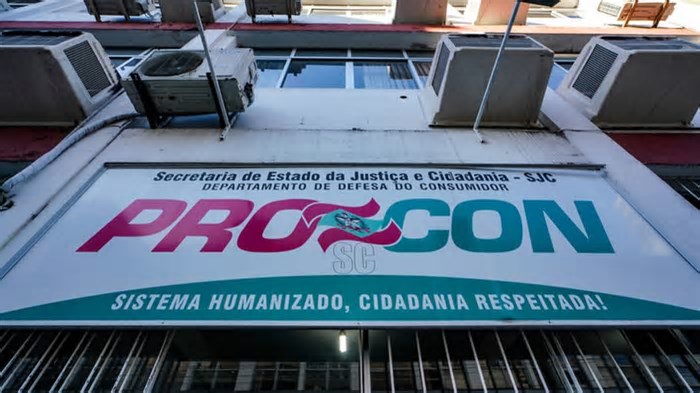 Secretaria de Estado da Justiça e Cidadania - SJC
DEPARTAMENTO DE DEFESA DO CONSUMIDOR
PROCON
SC
SISTEMA HUMANIZADO, CIDADANIA RESPEITADA!